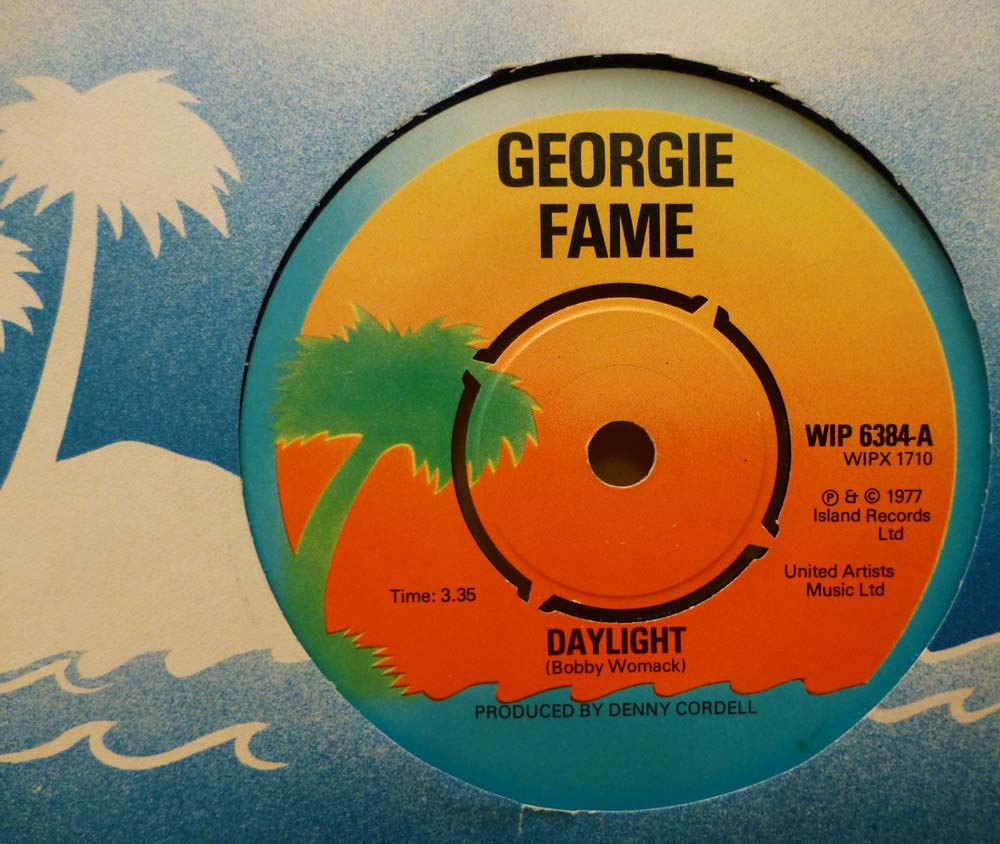 GEORGIE
FAME
WIP 6384-A
WIPX 1710
Ⓟ & © 1977
Island Records
Ltd
United Artists
Music Ltd
Time: 3.35
DAYLIGHT
(Bobby Womack)
PRODUCED BY DENNY CORDELL